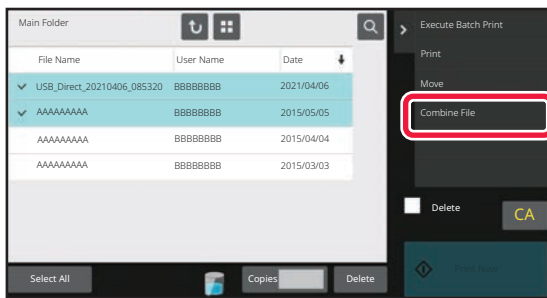 Main Folder
File Name User Name Date
USB_Direct_20210406_085320 BBBBBBBB 2021/04/06
AAAAAAAAA BBBBBBBB 2015/05/05
AAAAAAAAA BBBBBBBB 2015/04/04
AAAAAAAAA BBBBBBBB 2015/03/03
Select All
Copies
Delete
Execute Batch Print
Print
Move
Combine File
Delete
CA
Print Now